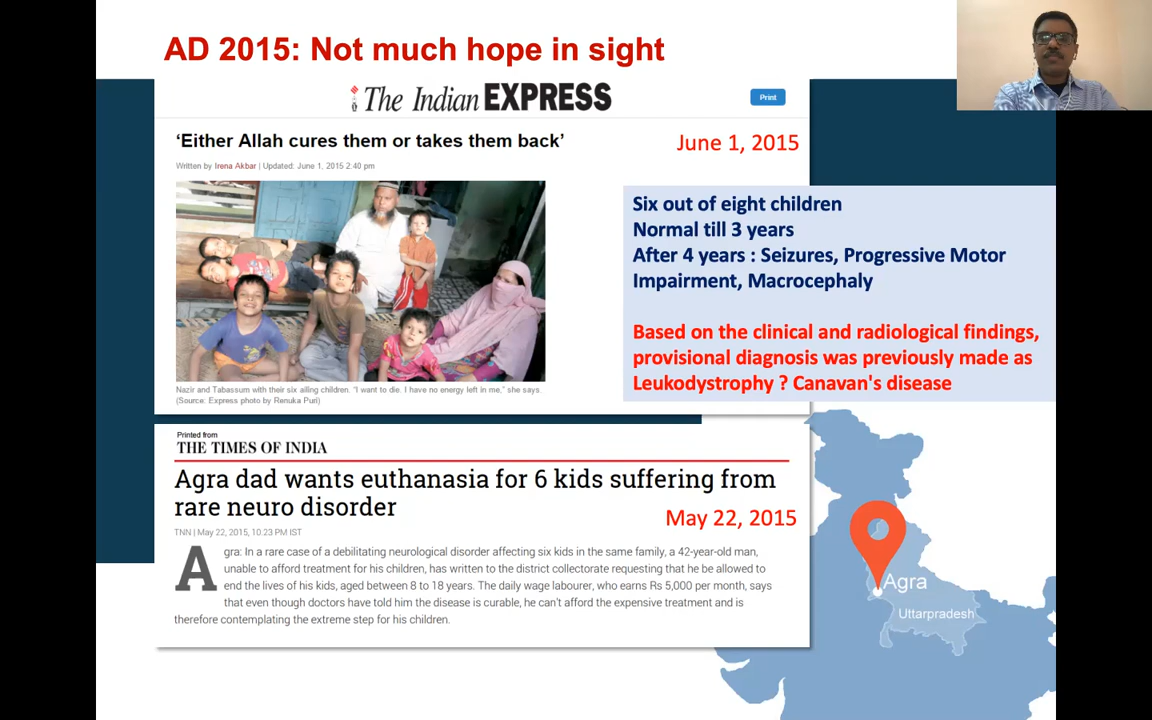 AD 2015: Not much hope in sight
The Indian EXPRESS
Print
‘Either Allah cures them or takes them back’
June 1, 2015
Written by Irena Akbar | Updated: June 1, 2015 2:40 pm
Six out of eight children
Normal till 3 years
After 4 years : Seizures, Progressive Motor
Impairment, Macrocephaly
Based on the clinical and radiological findings,
provisional diagnosis was previously made as
Leukodystrophy ? Canavan's disease
Nazir and Tabassum with their six ailing children. “I want to die. I have no energy left in me,” she says.
(Source: Express photo by Renuka Puri)
Printed from
THE TIMES OF INDIA
Agra dad wants euthanasia for 6 kids suffering from
rare neuro disorder
May 22, 2015
TNN | May 22, 2015, 10.23 PM IST
Agra: In a rare case of a debilitating neurological disorder affecting six kids in the same family, a 42-year-old man,
unable to afford treatment for his children, has written to the district collectorate requesting that he be allowed to
end the lives of his kids, aged between 8 to 18 years. The daily wage labourer, who earns Rs 5,000 per month, says
that even though doctors have told him the disease is curable, he can't afford the expensive treatment and is
therefore contemplating the extreme step for his children.
Agra
Uttarpradesh